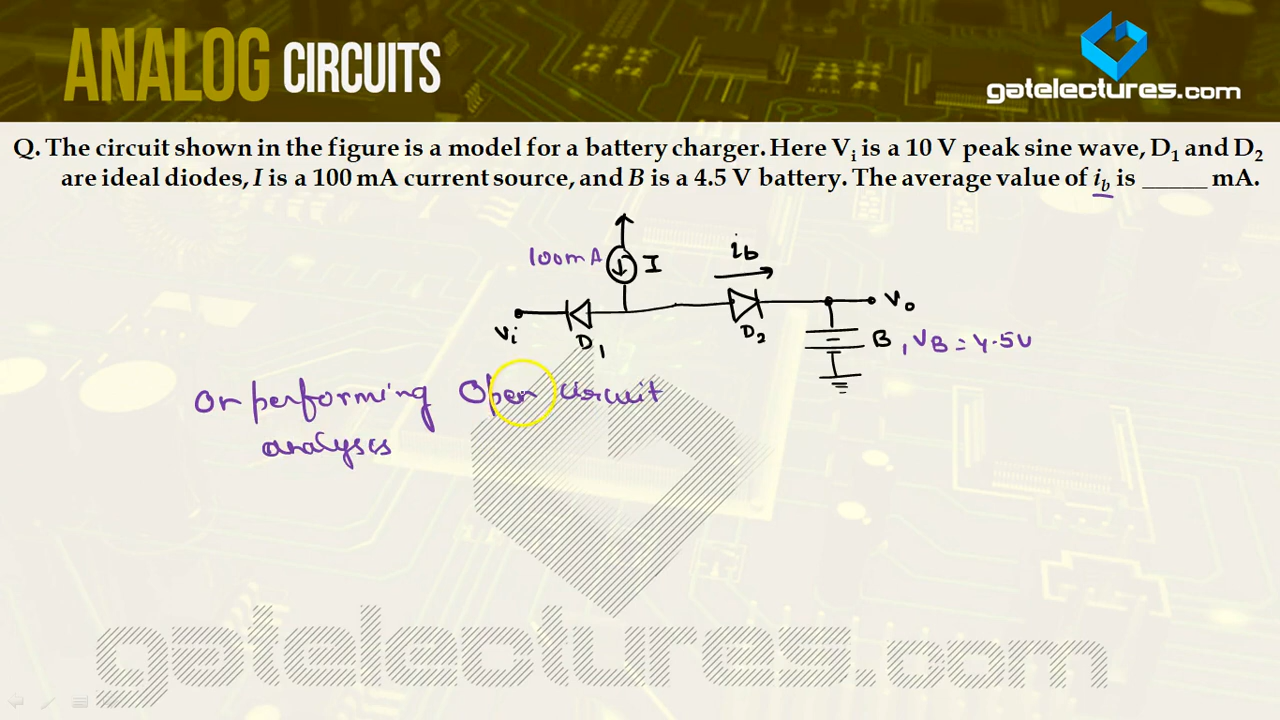 ANALOG CIRCUITS
gatelectures.com
Q. The circuit shown in the figure is a model for a battery charger. Here Vi is a 10 V peak sine wave, D1 and D2
are ideal diodes, I is a 100 mA current source, and B is a 4.5 V battery. The average value of ib is _____ mA.
100mA I
ib
Vi D1
D2
Vo
B, VB = 4.5V
On performing Open circuit
analysis
gatelectures.com